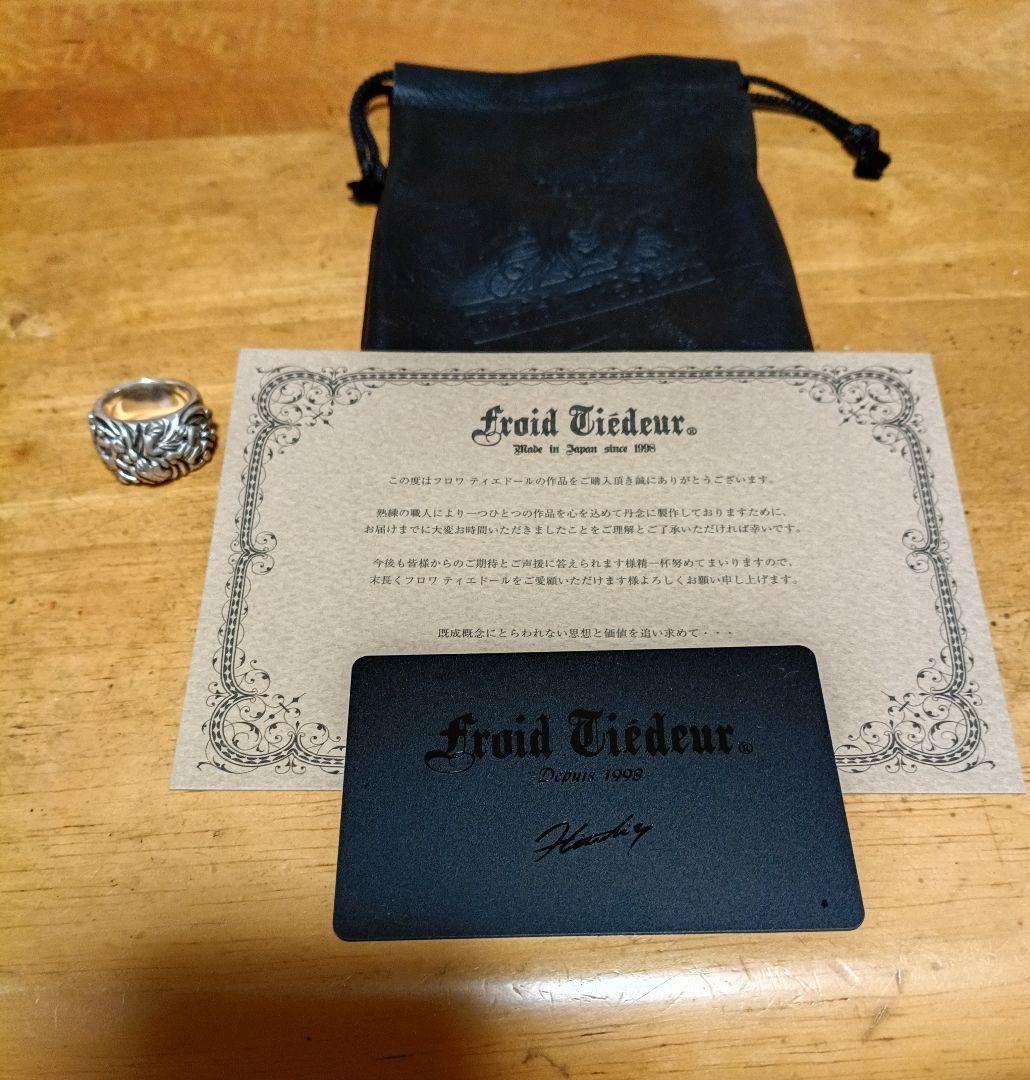 Froid Tiédeur®
Made in Japan since 1998
この度はフロワ ティエドールの作品をご購入頂き誠にありがとうございます。
熟練の職人により一つひとつの作品を心を込めて丹念に製作しておりますために、
お届けまでに大変お時間いただきましたことをご理解とご了承いただければ幸いです。
今後も皆様からのご期待とご声援に答えられます様精一杯努めてまいりますので、
末長くフロワ ティエドールをご愛顧いただけます様よろしくお願い申し上げます。
既成概念にとらわれない思想と価値を追い求めて・・・
Froid Tiédeur®
Depuis 1998